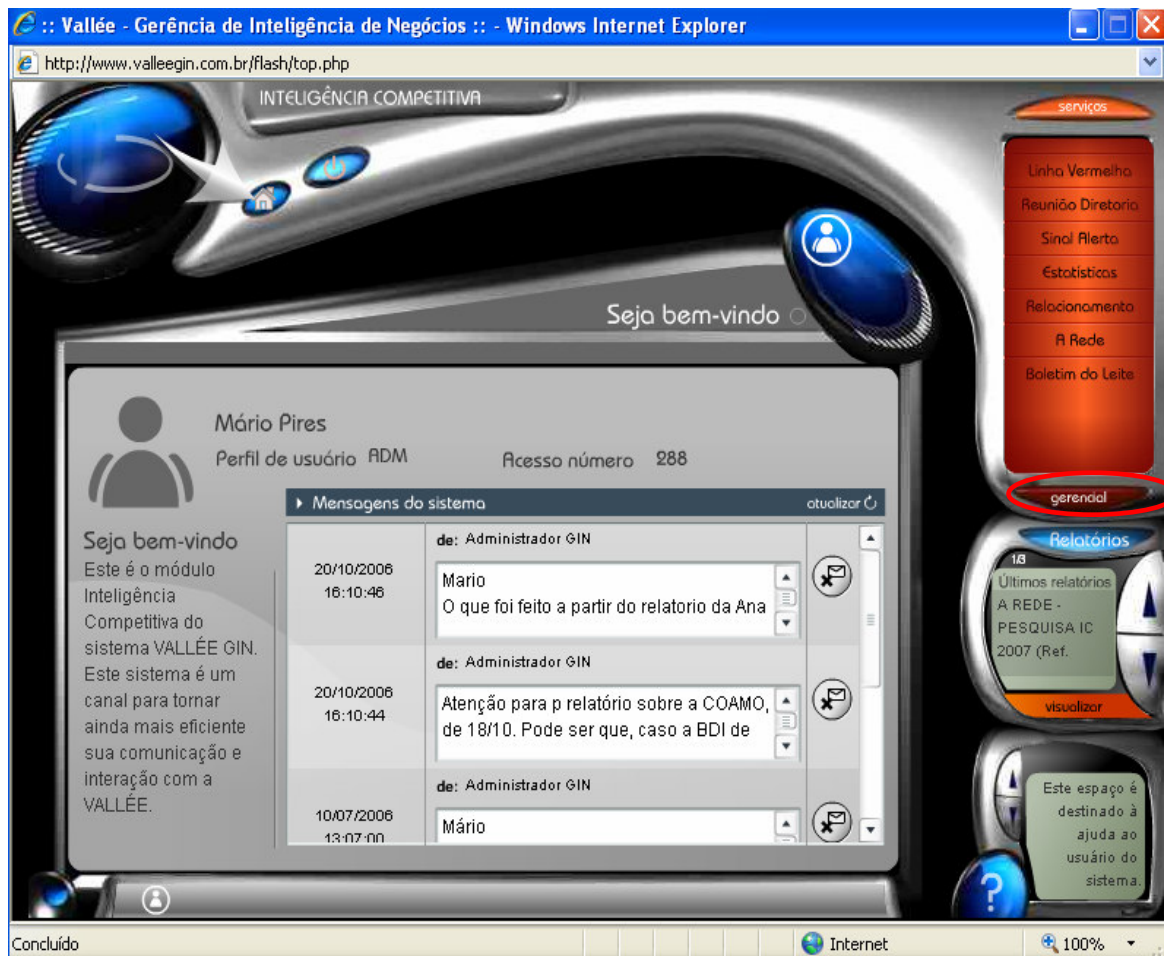 :: Vallée - Gerência de Inteligência de Negócios :: - Windows Internet Explorer
http://www.valleegin.com.br/flash/top.php
INTELIGÊNCIA COMPETITIVA
serviços
Linha Vermelha
Reunião Diretoria
Sinal Alerta
Estatísticas
Relacionamento
A Rede
Boletim do Leite
gerencial
Seja bem-vindo
Mário Pires
Perfil de usuário ADM
Acesso número 288
Mensagens do sistema
atualizar
Seja bem-vindo
Este é o módulo
Inteligência
Competitiva do
sistema VALLÉE GIN.
Este sistema é um
canal para tornar
ainda mais eficiente
sua comunicação e
interação com a
VALLÉE.
de: Administrador GIN
20/10/2006
16:10:46
Mario
O que foi feito a partir do relatorio da Ana
de: Administrador GIN
20/10/2006
16:10:44
Atenção para p relatório sobre a COAMO,
de 18/10. Pode ser que, caso a BDI de
de: Administrador GIN
10/07/2006
13:07:00
Mário
Relatórios
1/3
Últimos relatórios
A REDE -
PESQUISA IC
2007 (Ref.
visualizar
Este espaço é
destinado à
ajuda ao
usuário do
sistema.
?
Concluído
Internet
100%